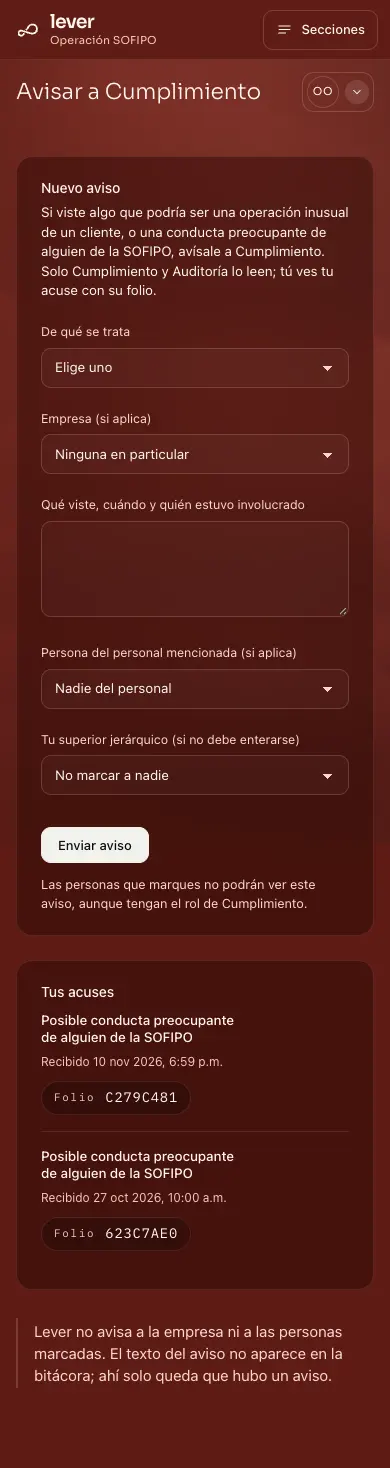 lever
Operación SOFIPO
Secciones
Avisar a Cumplimiento
OO
Nuevo aviso
Si viste algo que podría ser una operación inusual
de un cliente, o una conducta preocupante de
alguien de la SOFIPO, avísale a Cumplimiento.
Solo Cumplimiento y Auditoría lo leen; tú ves tu
acuse con su folio.
De qué se trata
Elige uno
Empresa (si aplica)
Ninguna en particular
Qué viste, cuándo y quién estuvo involucrado
Persona del personal mencionada (si aplica)
Nadie del personal
Tu superior jerárquico (si no debe enterarse)
No marcar a nadie
Enviar aviso
Las personas que marques no podrán ver este
aviso, aunque tengan el rol de Cumplimiento.
Tus acuses
Posible conducta preocupante
de alguien de la SOFIPO
Recibido 10 nov 2026, 6:59 p.m.
Folio C279C481
Posible conducta preocupante
de alguien de la SOFIPO
Recibido 27 oct 2026, 10:00 a.m.
Folio 623C7AE0
Lever no avisa a la empresa ni a las personas
marcadas. El texto del aviso no aparece en la
bitácora; ahí solo queda que hubo un aviso.